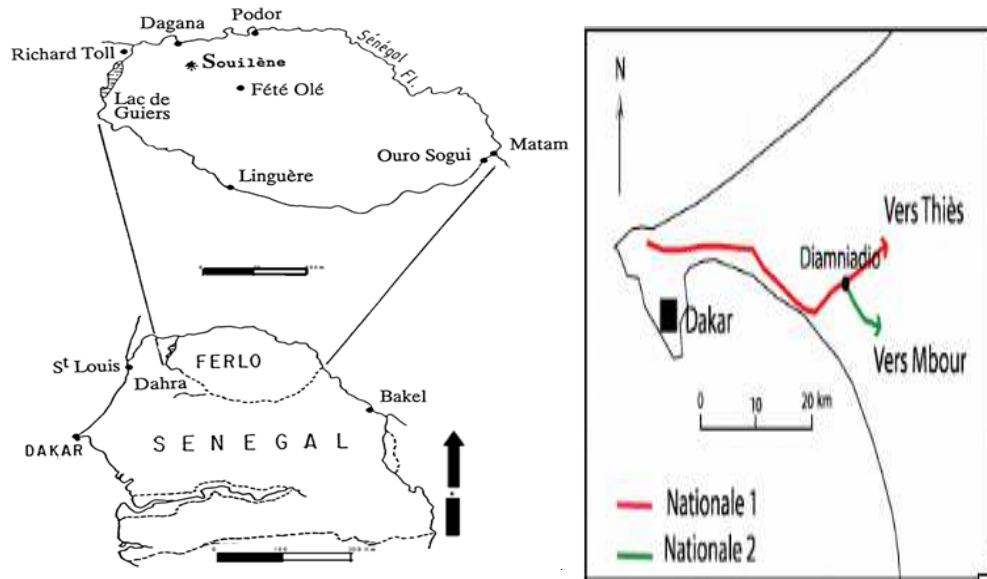 Podor
Dagana
Richard Toll
Sénégal Fl.
Souilène
Fété Olé
Lac de
Guiers
Matam
Ouro Sogui
Linguère
St Louis
FERLO
Dahra
Bakel
DAKAR
SENEGAL
N
Vers Thiès
Diamniadio
Dakar
Vers Mbour
0 10 20 km
Nationale 1
Nationale 2